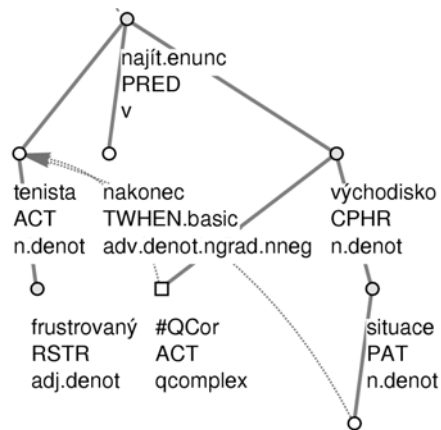 najít.enunc
PRED
v
tenista
ACT
n.denot
nakonec
TWHEN.basic
adv.denot.ngrad.nneg
východisko
CPHR
n.denot
frustrovaný
RSTR
adj.denot
#QCor
ACT
qcomplex
situace
PAT
n.denot